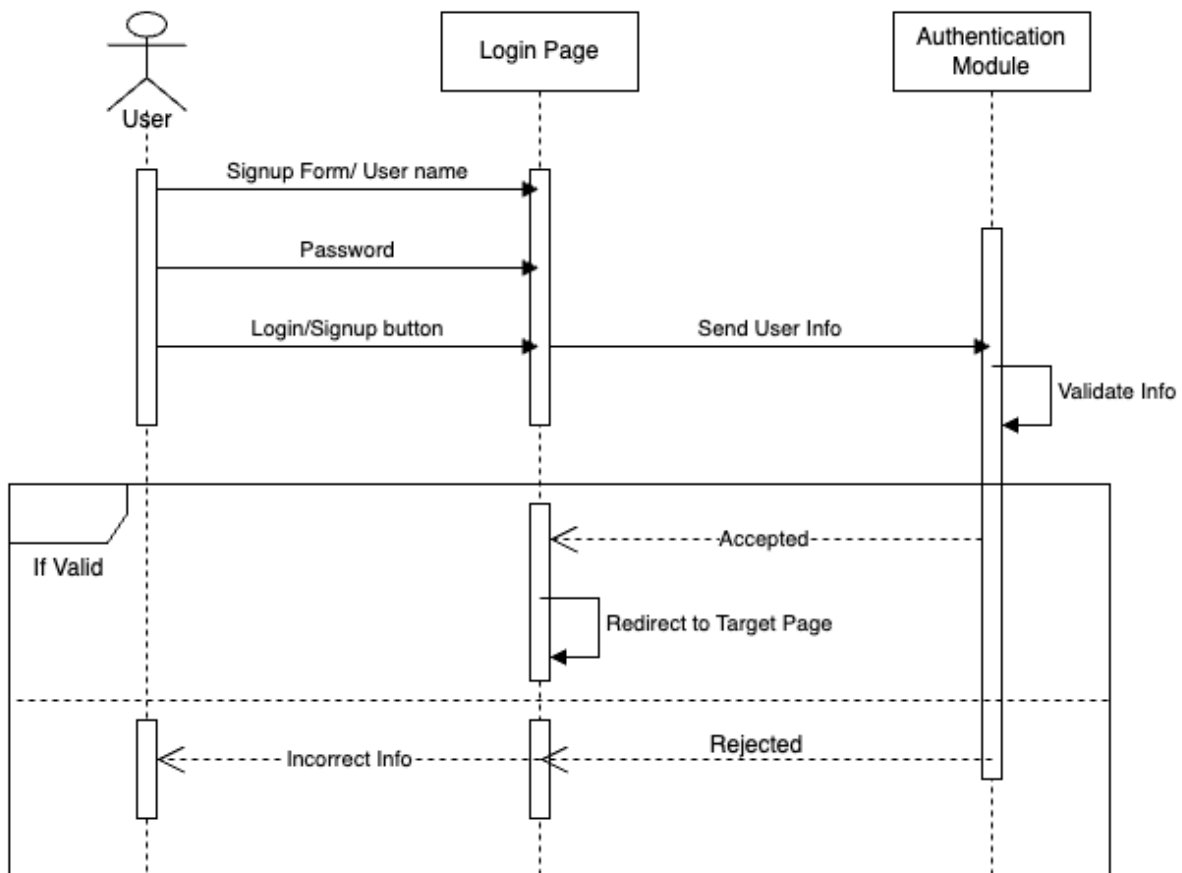 User
Login Page
Authentication
Module
Signup Form/ User name
Password
Login/Signup button
Send User Info
Validate Info
Accepted
If Valid
Redirect to Target Page
Rejected
Incorrect Info